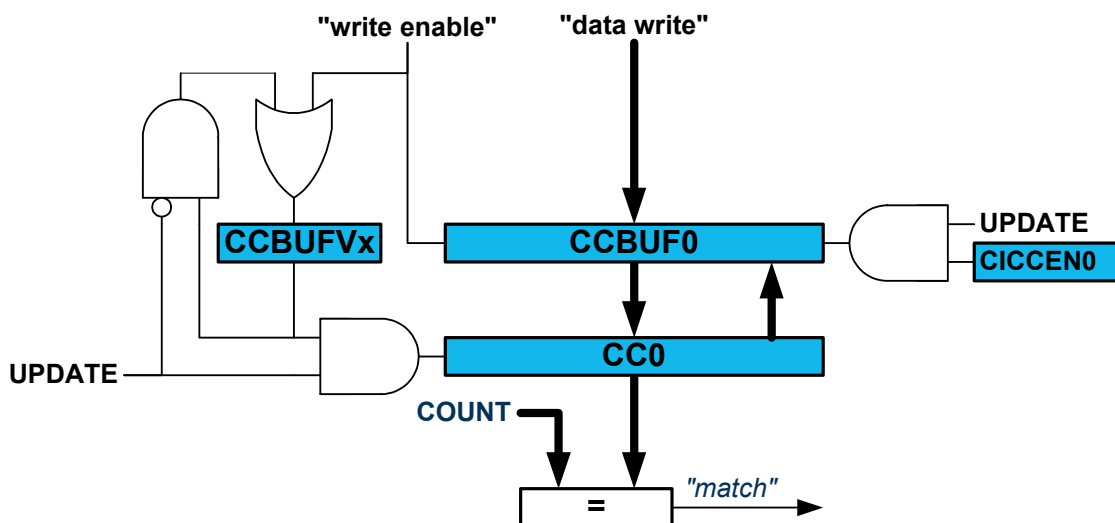 "write enable"
"data write"
CCBUFVx
CCBUF0
UPDATE
CICCEN0
CC0
UPDATE
COUNT
=
"match"